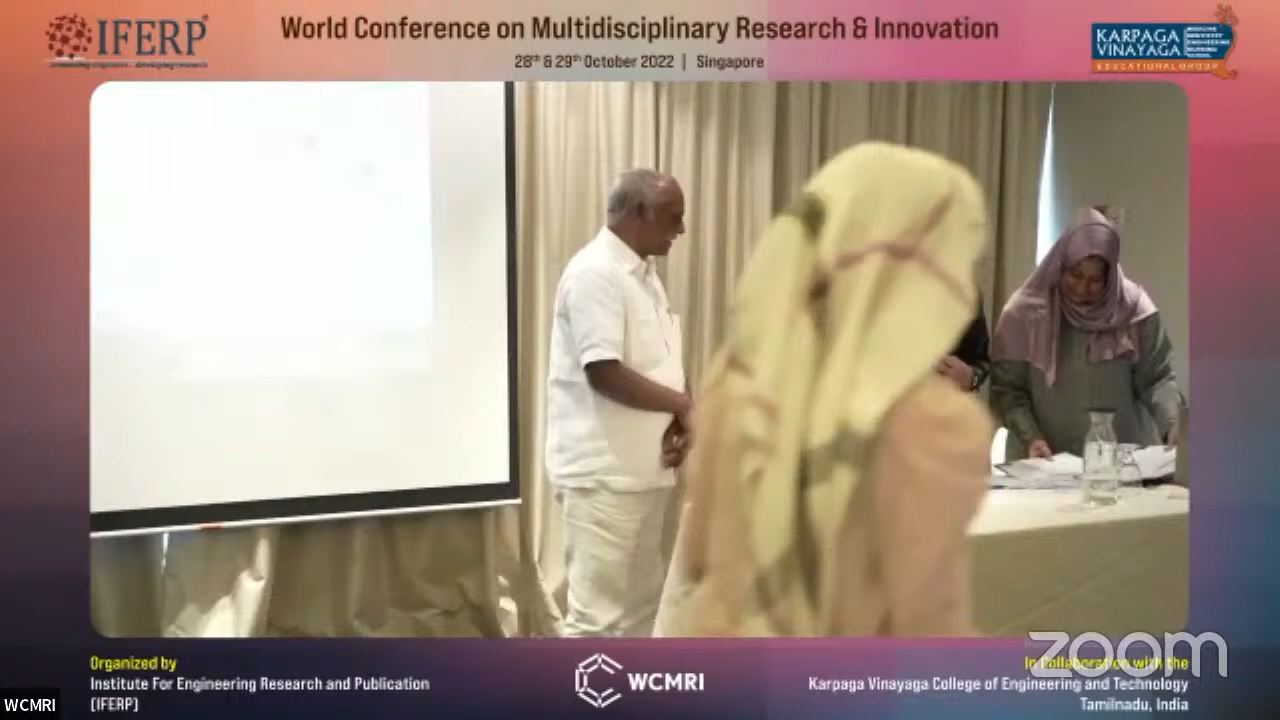 IFERP
World Conference on Multidisciplinary Research & Innovation
28th & 29th October 2022 | Singapore
KARPAGA
VINAYAGA
EDUCATIONAL GROUP
Organized by
Institute For Engineering Research and Publication
(IFERP)
WCMRI
In Collaboration with the
Karpaga Vinayaga College of Engineering and Technology
Tamilnadu, India
zoom
WCMRI